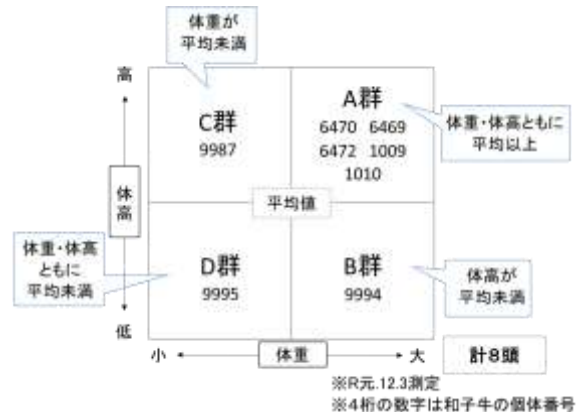 体重が
平均未満
高
A群
6470 6469
6472 1009
1010
C群
9987
体重・体高ともに
平均以上
体高
平均値
体重・体高
ともに
平均未満
D群
9995
B群
9994
体高が
平均未満
低
小
体重
大
計8頭
※R元.12.3測定
※4桁の数字は和子牛の個体番号